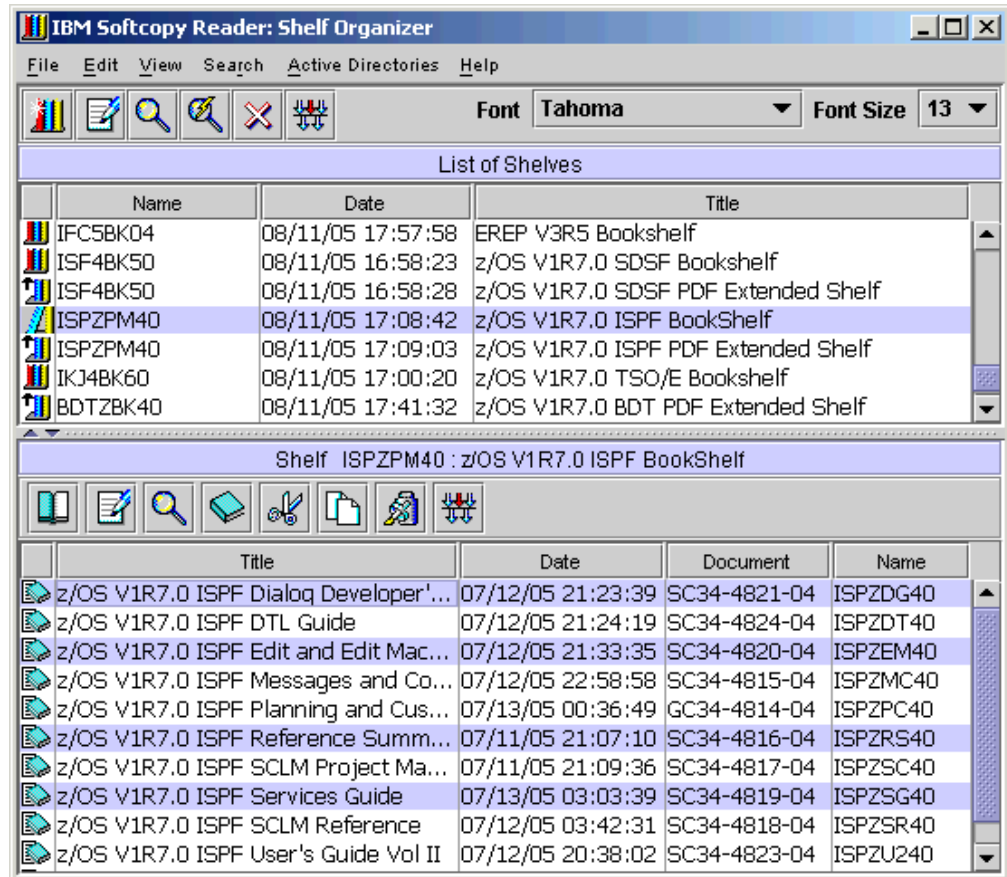 IBM Softcopy Reader: Shelf Organizer
File Edit View Search Active Directories Help
Font Tahoma Font Size 13
List of Shelves
Name Date Title
IFC5BK04 08/11/05 17:57:58 EREP V3R5 Bookshelf
ISF4BK50 08/11/05 16:58:23 z/OS V1R7.0 SDSF Bookshelf
ISF4BK50 08/11/05 16:58:28 z/OS V1R7.0 SDSF PDF Extended Shelf
ISPZPM40 08/11/05 17:08:42 z/OS V1R7.0 ISPF BookShelf
ISPZPM40 08/11/05 17:09:03 z/OS V1R7.0 ISPF PDF Extended Shelf
IKJ4BK60 08/11/05 17:00:20 z/OS V1R7.0 TSO/E Bookshelf
BDTZBK40 08/11/05 17:41:32 z/OS V1R7.0 BDT PDF Extended Shelf
Shelf ISPZPM40 : z/OS V1R7.0 ISPF BookShelf
Title Date Document Name
z/OS V1R7.0 ISPF Dialog Developer'... 07/12/05 21:23:39 SC34-4821-04 ISPZDG40
z/OS V1R7.0 ISPF DTL Guide 07/12/05 21:24:19 SC34-4824-04 ISPZDT40
z/OS V1R7.0 ISPF Edit and Edit Mac... 07/12/05 21:33:35 SC34-4820-04 ISPZEM40
z/OS V1R7.0 ISPF Messages and Co... 07/12/05 22:58:58 SC34-4815-04 ISPZMC40
z/OS V1R7.0 ISPF Planning and Cus... 07/13/05 00:36:49 GC34-4814-04 ISPZPC40
z/OS V1R7.0 ISPF Reference Summ... 07/11/05 21:07:10 SC34-4816-04 ISPZRS40
z/OS V1R7.0 ISPF SCLM Project Ma... 07/11/05 21:09:36 SC34-4817-04 ISPZSC40
z/OS V1R7.0 ISPF Services Guide 07/13/05 03:03:39 SC34-4819-04 ISPZSG40
z/OS V1R7.0 ISPF SCLM Reference 07/12/05 03:42:31 SC34-4818-04 ISPZSR40
z/OS V1R7.0 ISPF User's Guide Vol II 07/12/05 20:38:02 SC34-4823-04 ISPZU240